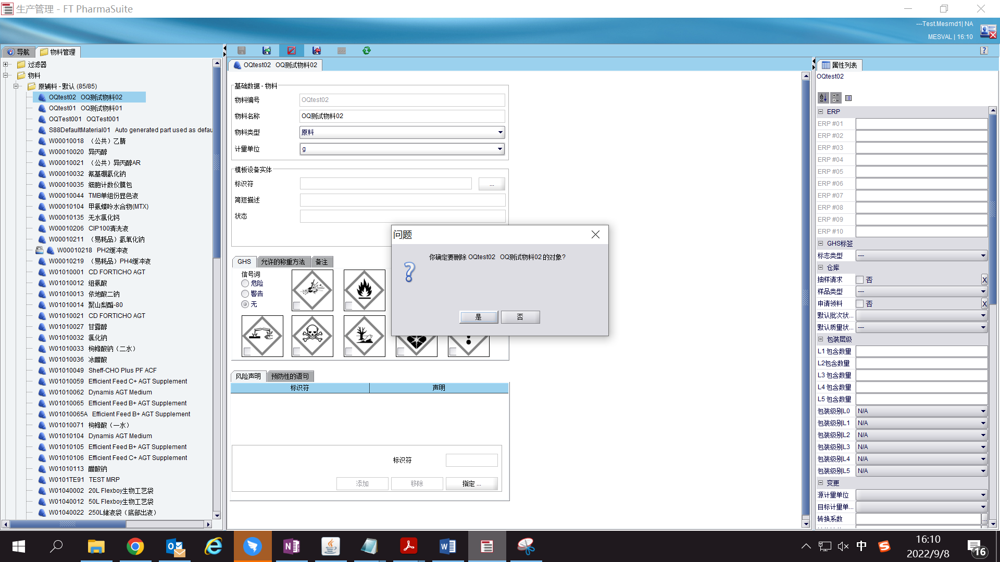 生产管理 - FT PharmaSuite
---Test.Mesmd1| NA
MESVAL | 16:10
导航
物料管理
过滤器
物料
原辅料 - 默认 (85/85)
OQtest02 OQ测试物料02
OQtest01 OQ测试物料01
OQTest001 OQTest001
S88DefaultMaterial01 Auto generated part used as defau
W00010018 （公共）乙腈
W00010020 异丙醇
W00010021 （公共）异丙醇AR
W00010032 氰基硼氢化钠
W00010035 细胞计数仪膜包
W00010044 TMB单组份显色液
W00010104 甲氨蝶呤水合物(MTX)
W00010135 无水氯化钙
W00010206 CIP100清洗液
W00010211 （易耗品）氢氧化钠
W00010218 PH2缓冲液
W00010219 （易耗品）PH4缓冲液
W01010001 CD FORTICHO AGT
W01010012 组氨酸
W01010013 依地酸二钠
W01010014 聚山梨酯-80
W01010021 CD FORTICHO AGT
W01010027 甘露醇
W01010032 氯化钠
W01010033 枸橼酸钠（二水）
W01010036 冰醋酸
W01010049 Sheff-CHO Plus PF ACF
W01010059 Efficient Feed C+ AGT Supplement
W01010062 Dynamis AGT Medium
W01010065 Efficient Feed B+ AGT Supplement
W01010065A Efficient Feed B+ AGT Supplement
W01010071 枸橼酸（一水）
W01010104 Dynamis AGT Medium
W01010105 Efficient Feed B+ AGT Supplement
W01010106 Efficient Feed C+ AGT Supplement
W01010113 醋酸钠
W0101TE91 TEST MRP
W01040002 20L Flexboy生物工艺袋
W01040012 50L Flexboy生物工艺袋
W01040022 250L储液袋（底部出液）
OQtest02 OQ测试物料02
基础数据 - 物料
物料编号 OQtest02
物料名称 OQ测试物料02
物料类型 原料
计量单位 g
模板设备实体
标识符 ...
简短描述
状态
GHS 允许的称重方法 备注
信号词
危险
警告
无
问题
你确定要删除 OQtest02 OQ测试物料02 的对象?
是 否
风险声明 预防性的语句
标识符 声明
标识符
添加 移除 指定 ...
属性列表
OQtest02
ERP
ERP #01
ERP #02
ERP #03
ERP #04
ERP #05
ERP #06
ERP #07
ERP #08
ERP #09
ERP #10
GHS标签
标志类型 ---
仓库
抽样请求 否 X
样品类型 ---
申请领料 否 X
默认批次状...
默认质量状... ---
包装层级
L1 包含数量
L2包含数量
L3 包含数量
L4 包含数量
L5 包含数量
包装级别L0 N/A
包装级别L1 N/A
包装级别L2 N/A
包装级别L3 N/A
包装级别L4 N/A
包装级别L5 N/A
变更
源计量单位
目标计量单...
转换系数 ...
中
16:10
2022/9/8
16